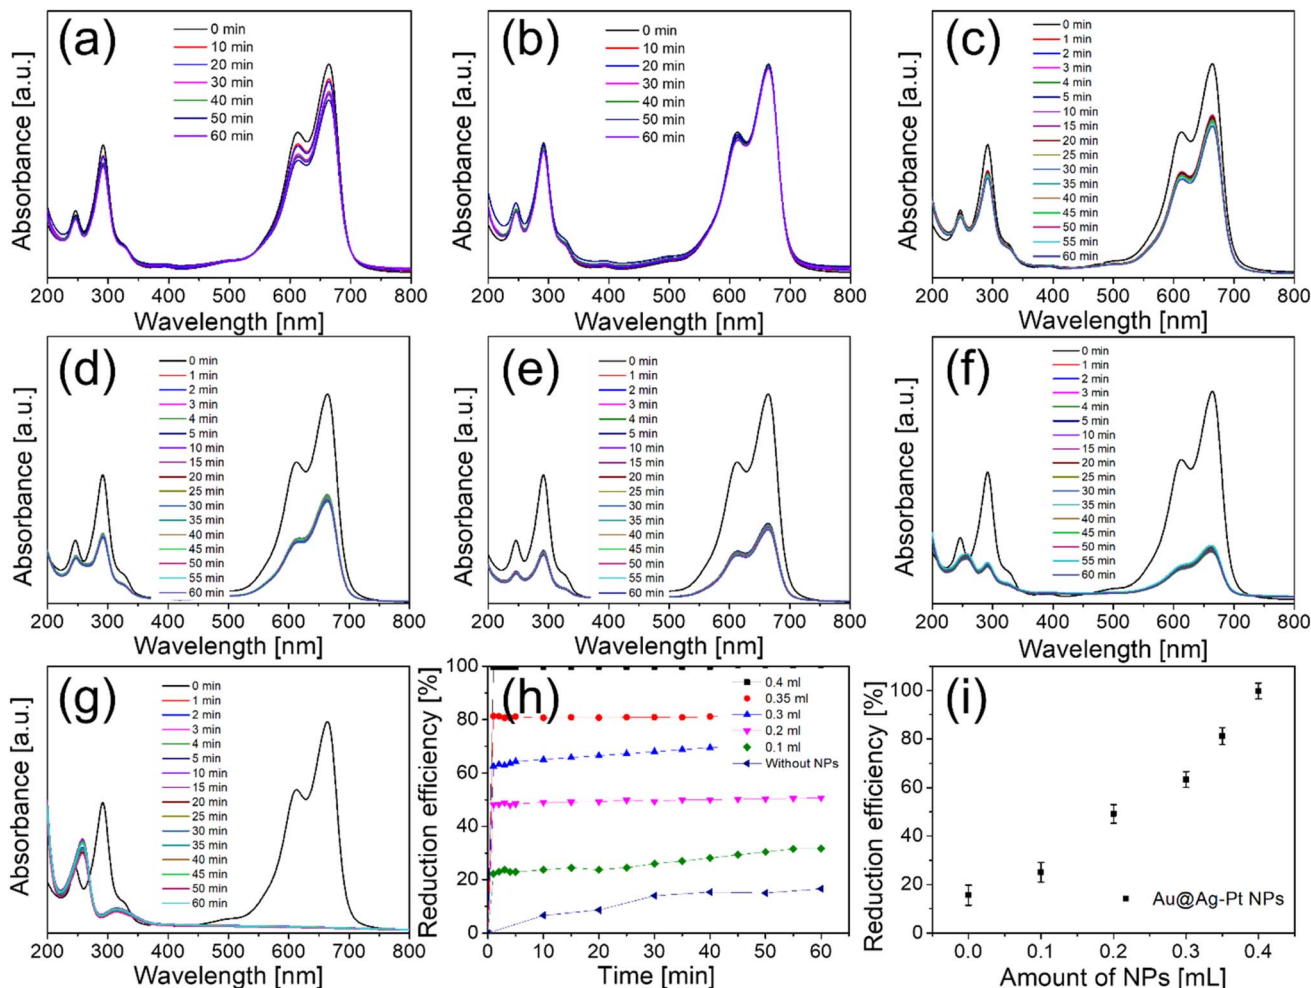 (a)
0 min
10 min
20 min
30 min
40 min
50 min
60 min
Absorbance [a.u.]
200 300 400 500 600 700 800
Wavelength [nm]
(b)
0 min
10 min
20 min
30 min
40 min
50 min
60 min
Absorbance [a.u.]
200 300 400 500 600 700 800
Wavelength [nm]
(c)
0 min
1 min
2 min
3 min
4 min
5 min
10 min
15 min
20 min
25 min
30 min
35 min
40 min
45 min
50 min
55 min
60 min
Absorbance [a.u.]
200 300 400 500 600 700 800
Wavelength [nm]
(d)
0 min
1 min
2 min
3 min
4 min
5 min
10 min
15 min
20 min
25 min
30 min
35 min
40 min
45 min
50 min
55 min
60 min
Absorbance [a.u.]
200 300 400 500 600 700 800
Wavelength [nm]
(e)
0 min
1 min
2 min
3 min
4 min
5 min
10 min
15 min
20 min
25 min
30 min
35 min
40 min
45 min
50 min
55 min
60 min
Absorbance [a.u.]
200 300 400 500 600 700 800
Wavelength [nm]
(f)
0 min
1 min
2 min
3 min
4 min
5 min
10 min
15 min
20 min
25 min
30 min
35 min
40 min
45 min
50 min
55 min
60 min
Absorbance [a.u.]
200 300 400 500 600 700 800
Wavelength [nm]
(g)
0 min
1 min
2 min
3 min
4 min
5 min
10 min
15 min
20 min
25 min
30 min
35 min
40 min
45 min
50 min
60 min
Absorbance [a.u.]
200 300 400 500 600 700 800
Wavelength [nm]
(h)
0.4 ml
0.35 ml
0.3 ml
0.2 ml
0.1 ml
Without NPs
Reduction efficiency [%]
100
80
60
40
20
0
0 10 20 30 40 50 60
Time [min]
(i)
Au@Ag-Pt NPs
Reduction efficiency [%]
100
80
60
40
20
0
0.0 0.1 0.2 0.3 0.4
Amount of NPs [mL]